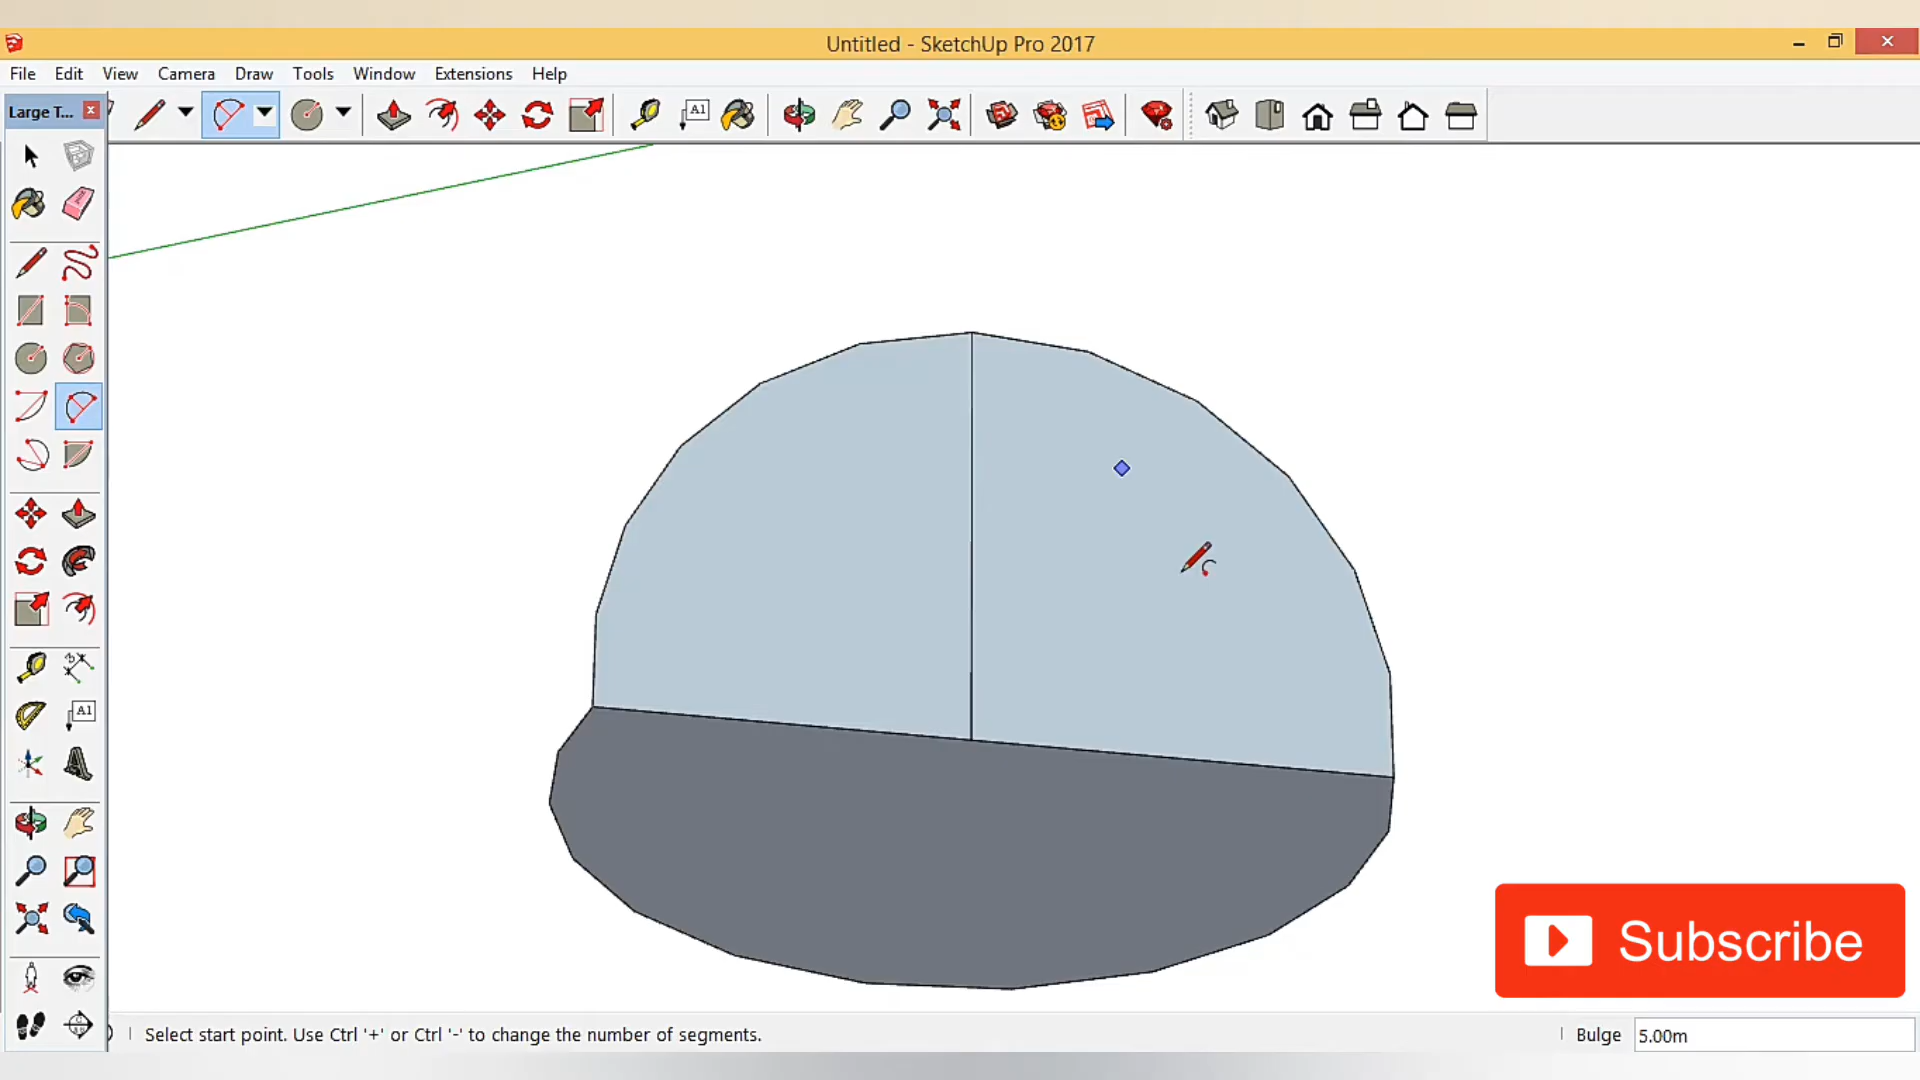 Untitled - SketchUp Pro 2017
File Edit View Camera Draw Tools Window Extensions Help
Large T...
A1
A1
Subscribe
Select start point. Use Ctrl '+' or Ctrl '-' to change the number of segments.
Bulge 5.00m